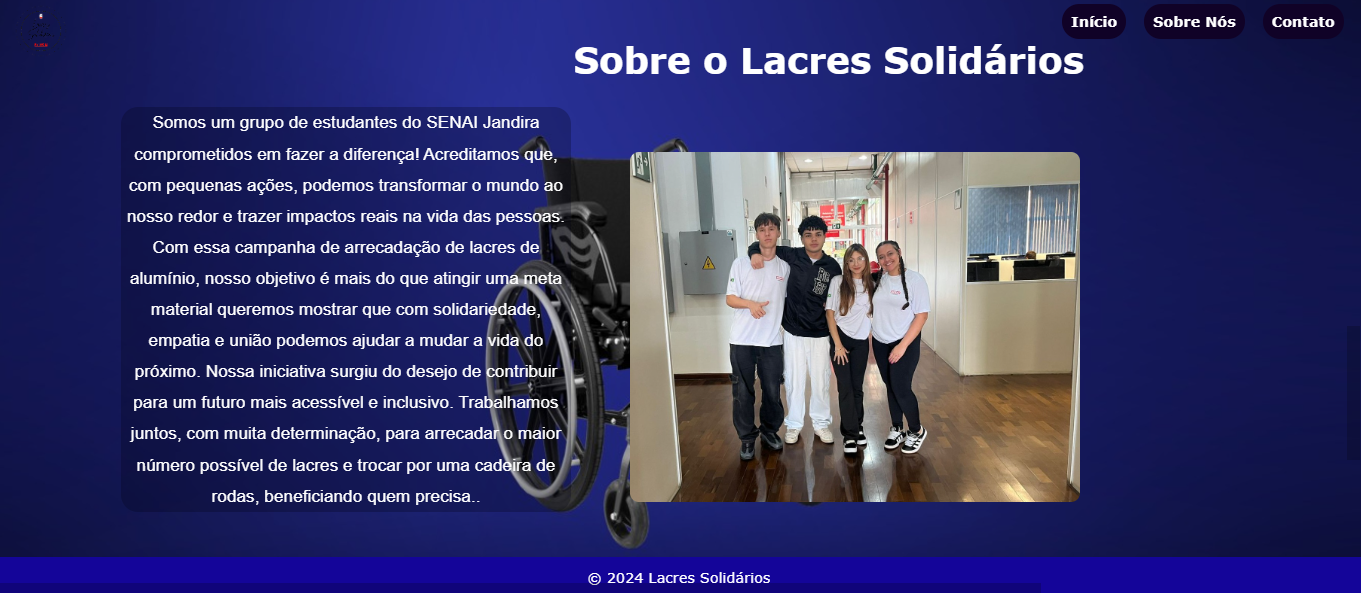 Início
Sobre Nós
Contato
Sobre o Lacres Solidários
Somos um grupo de estudantes do SENAI Jandira
comprometidos em fazer a diferença! Acreditamos que,
com pequenas ações, podemos transformar o mundo ao
nosso redor e trazer impactos reais na vida das pessoas.
Com essa campanha de arrecadação de lacres de
alumínio, nosso objetivo é mais do que atingir uma meta
material queremos mostrar que com solidariedade,
empatia e união podemos ajudar a mudar a vida do
próximo. Nossa iniciativa surgiu do desejo de contribuir
para um futuro mais acessível e inclusivo. Trabalhamos
juntos, com muita determinação, para arrecadar o maior
número possível de lacres e trocar por uma cadeira de
rodas, beneficiando quem precisa..
© 2024 Lacres Solidários